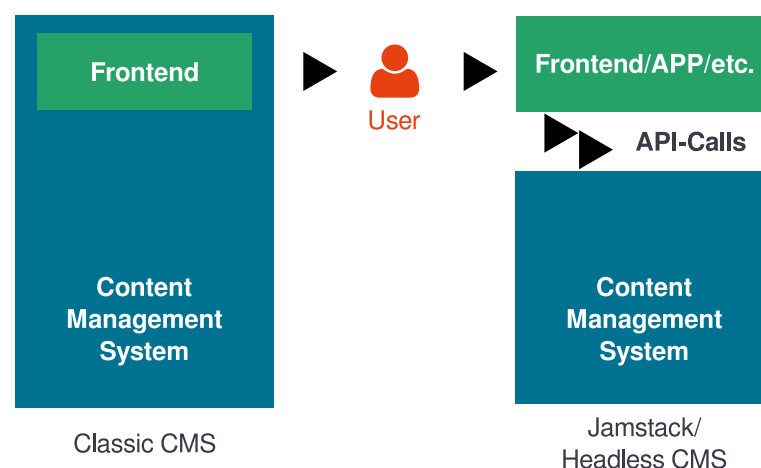 Frontend
Content
Management
System
Classic CMS
User
Frontend/APP/etc.
API-Calls
Content
Management
System
Jamstack/
Headless CMS